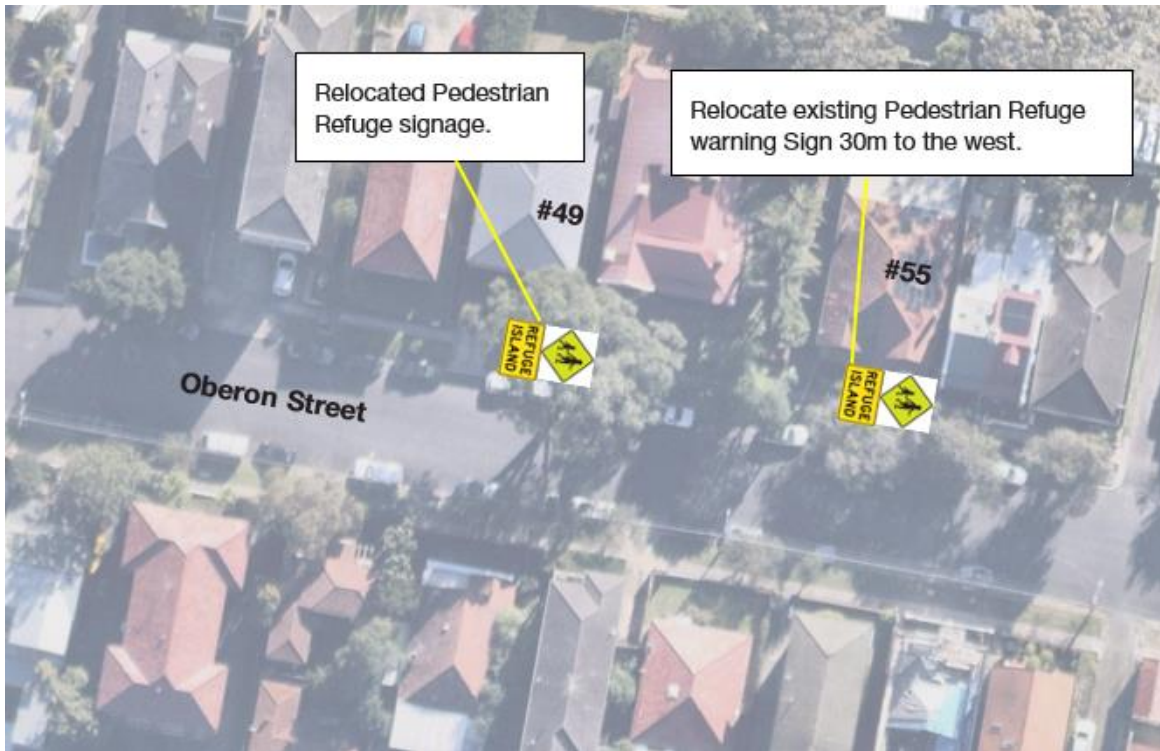 Relocated Pedestrian
Refuge signage.
Relocate existing Pedestrian Refuge
warning Sign 30m to the west.
#49
#55
REFUGE
ISLAND
REFUGE
ISLAND
Oberon Street